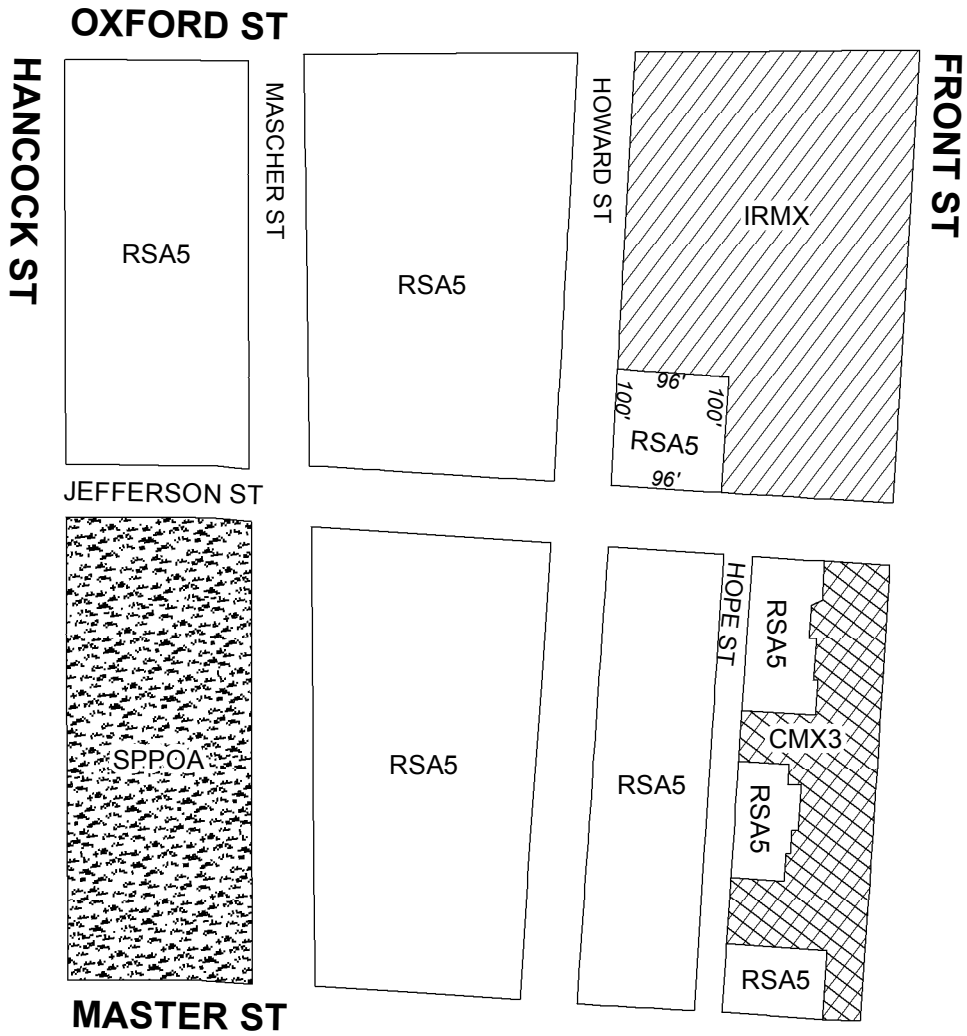 OXFORD ST
HANCOCK ST
MASCHER ST
HOWARD ST
FRONT ST
RSA5
RSA5
IRMX
96'
100'
100'
RSA5
96'
JEFFERSON ST
HOPE ST
RSA5
SPPOA
RSA5
RSA5
CMX3
RSA5
RSA5
MASTER ST